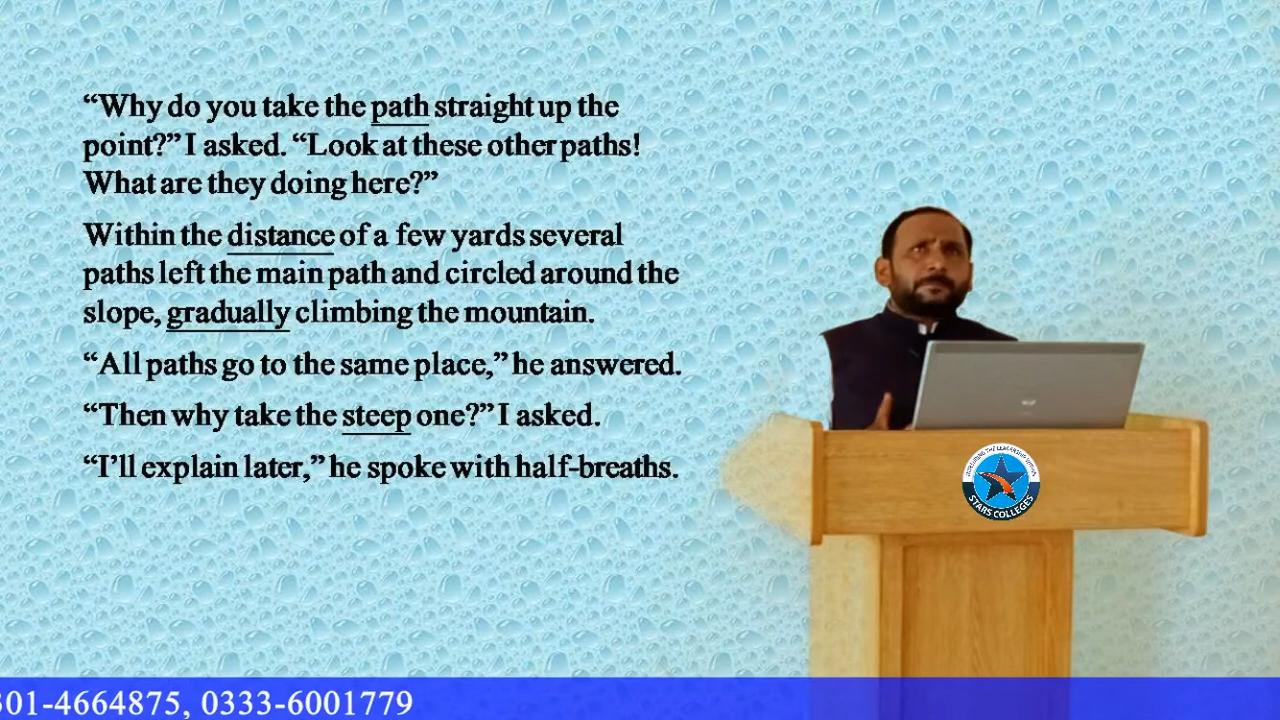 “Why do you take the path straight up the
point?” I asked. “Look at these other paths!
What are they doing here?”
Within the distance of a few yards several
paths left the main path and circled around the
slope, gradually climbing the mountain.
“All paths go to the same place,” he answered.
“Then why take the steep one?” I asked.
“I’ll explain later,” he spoke with half-breaths.
STARS COLLEGES
301-4664875, 0333-6001779